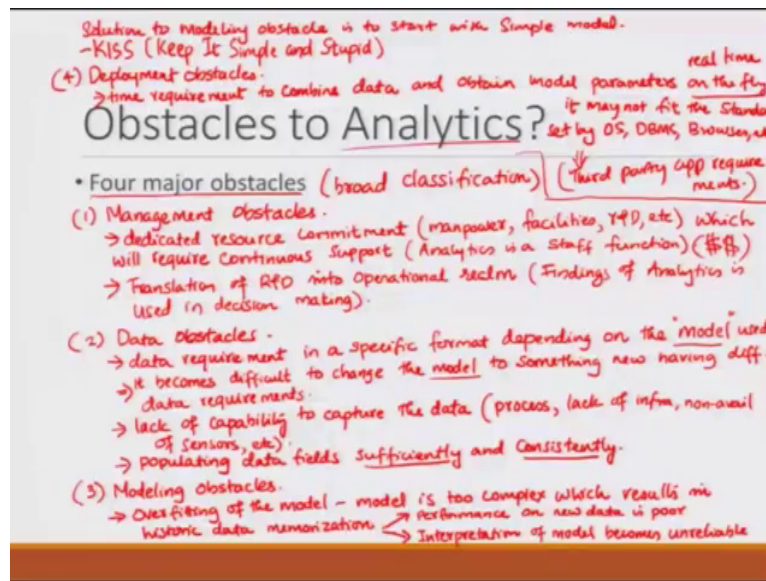 Solution to modeling obstacle is to start with Simple model.
-KISS (Keep It Simple and Stupid)
(4) Deployment obstacles.
→ time requirement to combine data and obtain model parameters on the fly
real time
it may not fit the Standa
set by OS, DBMS, Browser,
Obstacles to Analytics?
• Four major obstacles (broad classification) (Third party app require
ments.)
(1) Management Obstacles.
→ dedicated resource commitment (manpower, facilities, R&D, etc) which
will require continuous support (Analytics is a staff function) ($$)
→ Translation of R&D into operational realm (Findings of Analytics is
used in decision making).
(2) Data obstacles.
→ data requirement in a specific format depending on the "model" used
→ it becomes difficult to change the model to something new having diff.
data requirements.
→ lack of capability to capture the data (process, lack of infra, non-avail
of sensors, etc).
→ populating data fields sufficiently and consistently.
(3) Modeling obstacles.
→ Overfitting of the model - model is too complex which results in
historic data memorization → Performance on new data is poor
→ Interpretation of model becomes unreliable